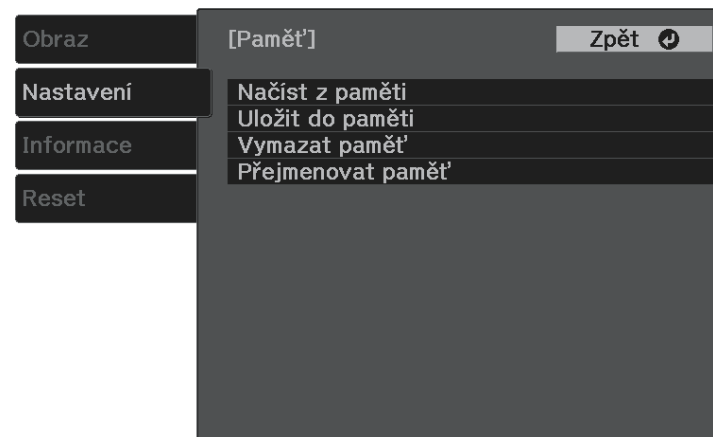 Obraz
Nastavení
Informace
Reset
[Paměť]
Zpět
Načíst z paměti
Uložit do paměti
Vymazat paměť
Přejmenovat paměť